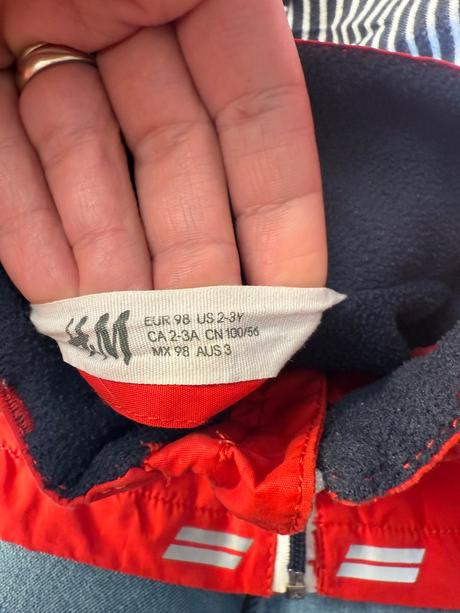 H&M
EUR 98 US 2-3Y
CA 2-3A CN 100/56
MX 98 AUS 3